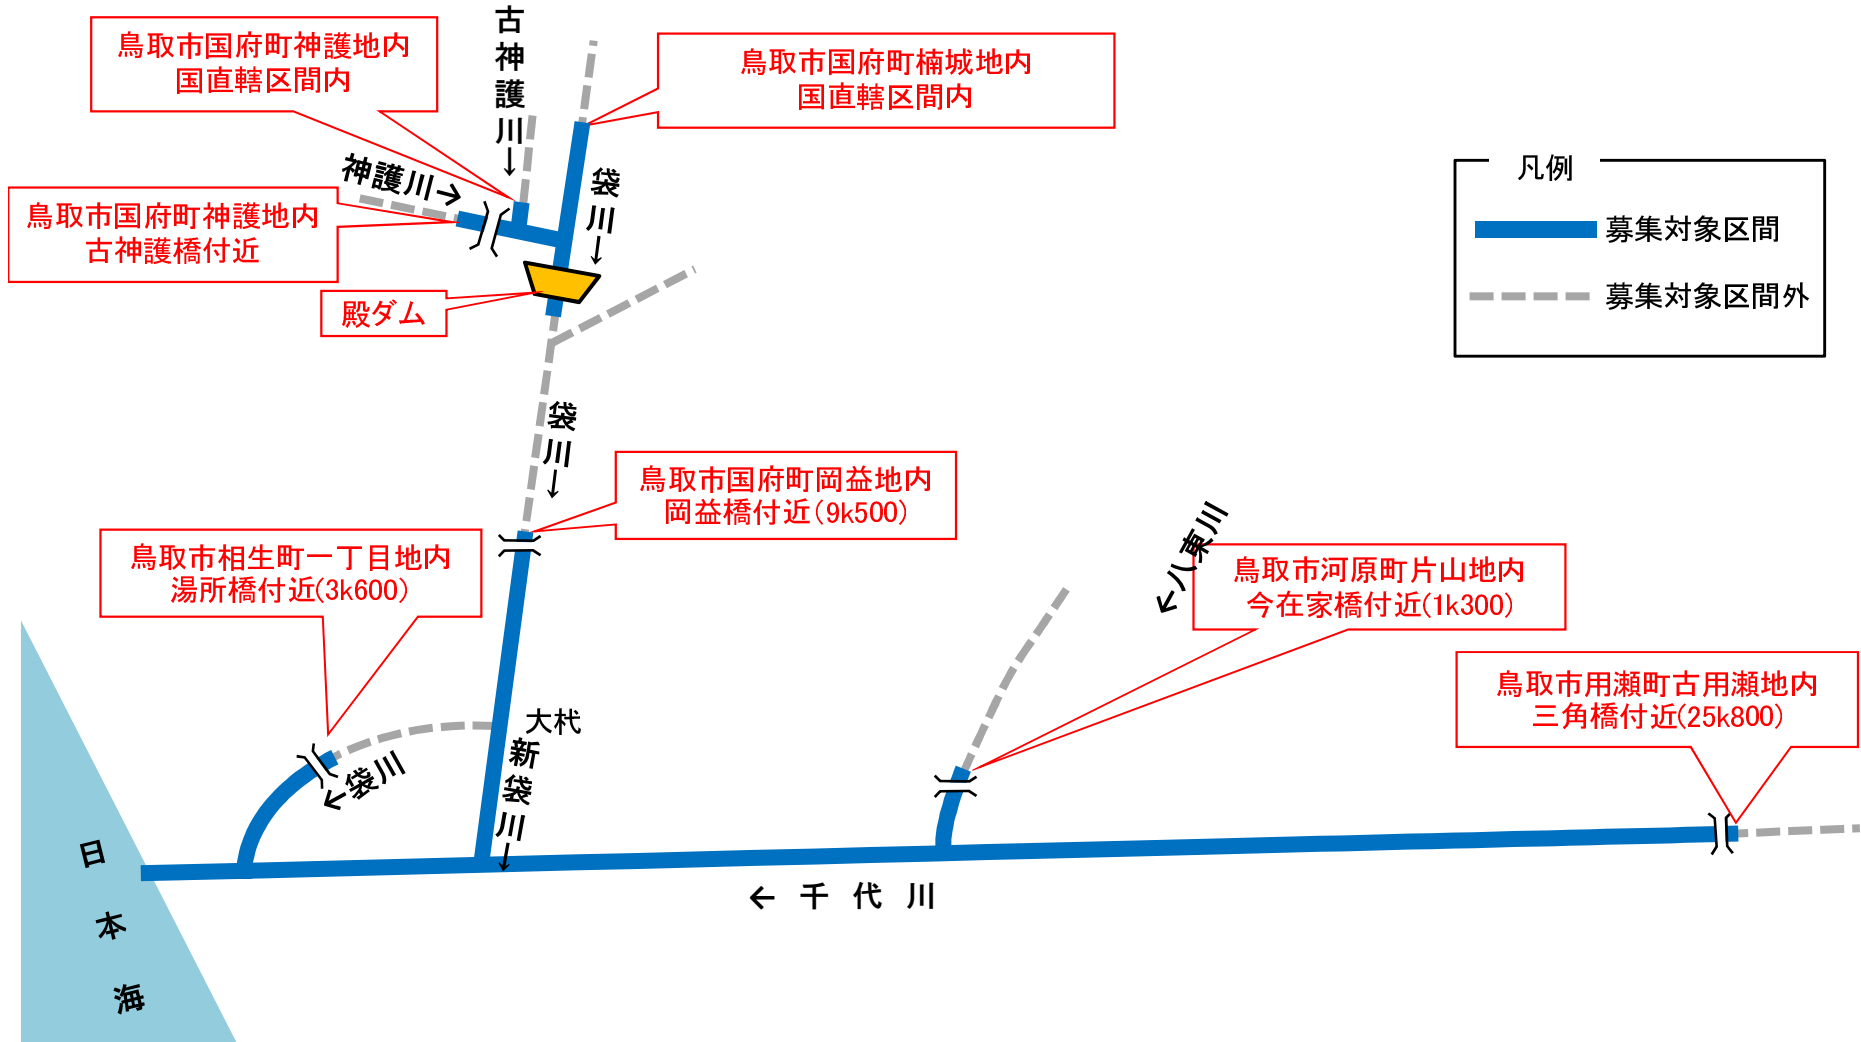 鳥取市国府町神護地内
国直轄区間内
古神護川→
鳥取市国府町楠城地内
国直轄区間内
神護川→
袋川→
鳥取市国府町神護地内
古神護橋付近
殿ダム
凡例
募集対象区間
募集対象区間外
袋川→
鳥取市国府町岡益地内
岡益橋付近(9k500)
鳥取市相生町一丁目地内
湯所橋付近(3k600)
←八東川
鳥取市河原町片山地内
今在家橋付近(1k300)
鳥取市用瀬町古用瀬地内
三角橋付近(25k800)
大杙
新袋川→
←袋川
日本海
← 千代川